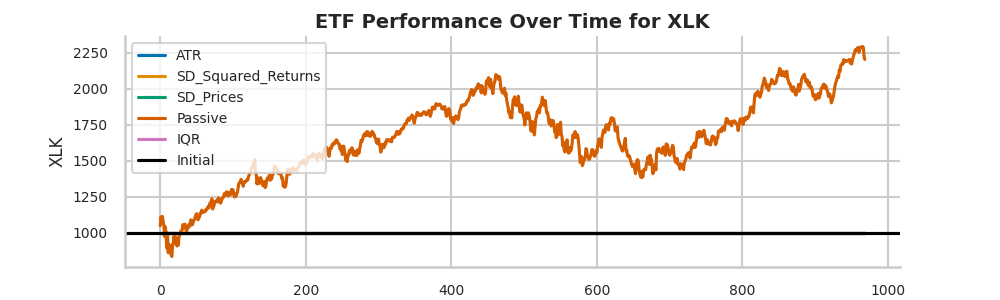 ETF Performance Over Time for XLK
XLK
2250
2000
1750
1500
1250
1000
ATR
SD_Squared_Returns
SD_Prices
Passive
IQR
Initial
0 200 400 600 800 1000